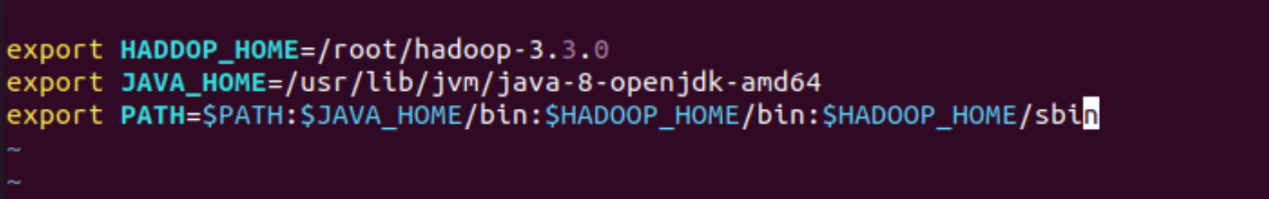 export HADDOP_HOME=/root/hadoop-3.3.0
export JAVA_HOME=/usr/lib/jvm/java-8-openjdk-amd64
export PATH=$PATH:$JAVA_HOME/bin:$HADOOP_HOME/bin:$HADOOP_HOME/sbin
~
~